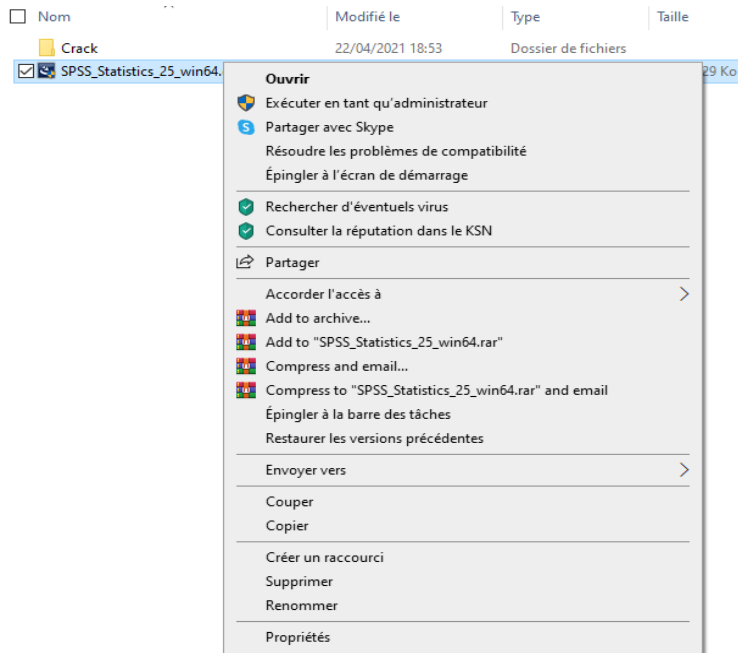 Nom Modifié le Type Taille
Crack 22/04/2021 18:53 Dossier de fichiers
SPSS_Statistics_25_win64. 29 Ko
Ouvrir
Exécuter en tant qu'administrateur
Partager avec Skype
Résoudre les problèmes de compatibilité
Épingler à l'écran de démarrage
Rechercher d'éventuels virus
Consulter la réputation dans le KSN
Partager
Accorder l'accès à
Add to archive...
Add to "SPSS_Statistics_25_win64.rar"
Compress and email...
Compress to "SPSS_Statistics_25_win64.rar" and email
Épingler à la barre des tâches
Restaurer les versions précédentes
Envoyer vers
Couper
Copier
Créer un raccourci
Supprimer
Renommer
Propriétés